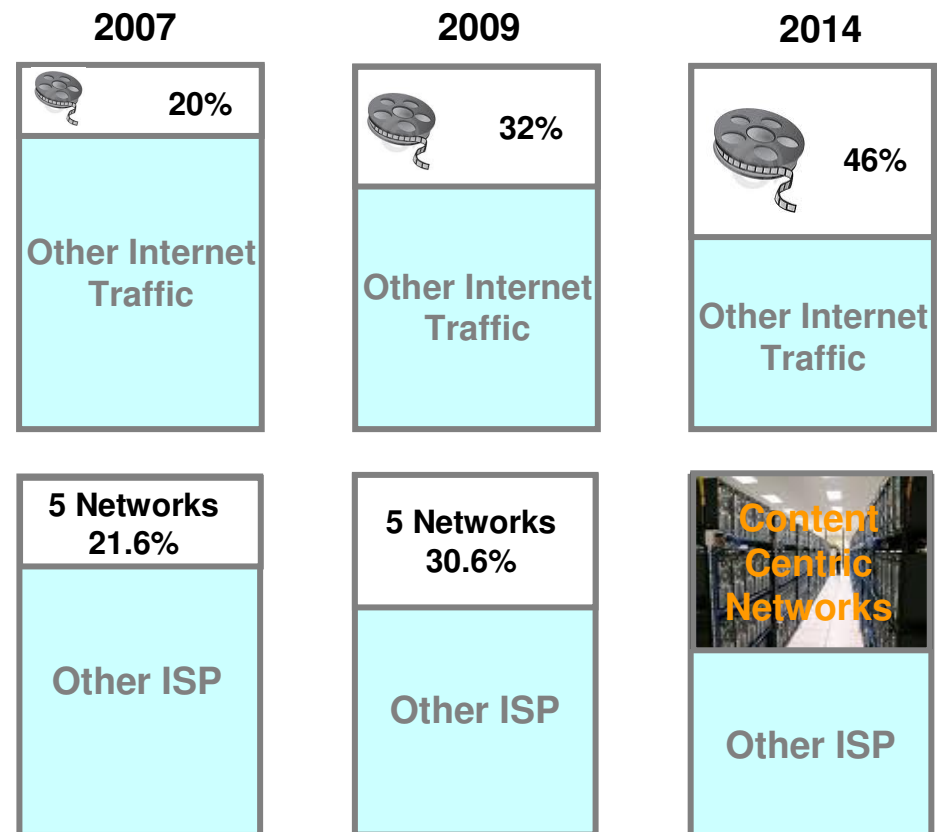 2007
2009
2014
20%
32%
46%
Other Internet
Traffic
Other Internet
Traffic
Other Internet
Traffic
5 Networks
21.6%
5 Networks
30.6%
Content
Centric
Networks
Other ISP
Other ISP
Other ISP